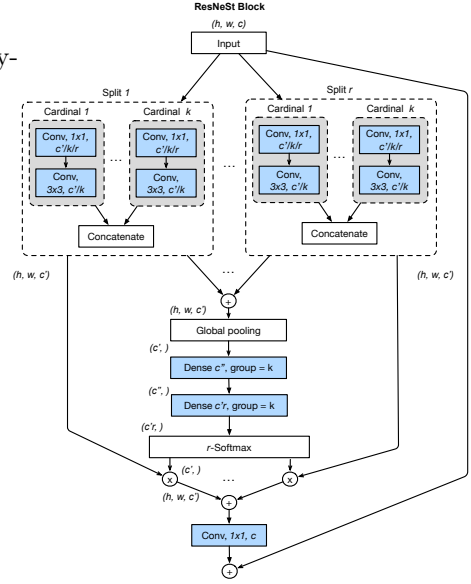 ResNeSt Block
(h, w, c)
Input
y-
Split 1
Split r
Cardinal 1
Cardinal k
Cardinal 1
Cardinal k
Conv, 1x1, c'/k/r
Conv, 1x1, c'/k/r
Conv, 1x1, c'/k/r
Conv, 1x1, c'/k/r
...
...
...
Conv, 3x3, c'/k
Conv, 3x3, c'/k
Conv, 3x3, c'/k
Conv, 3x3, c'/k
Concatenate
Concatenate
(h, w, c')
...
(h, w, c')
+
(h, w, c')
Global pooling
(c', )
Dense c'', group = k
(c'', )
Dense c'r, group = k
(c'r, )
r-Softmax
(c', )
x
...
x
(h, w, c')
+
Conv, 1x1, c
+